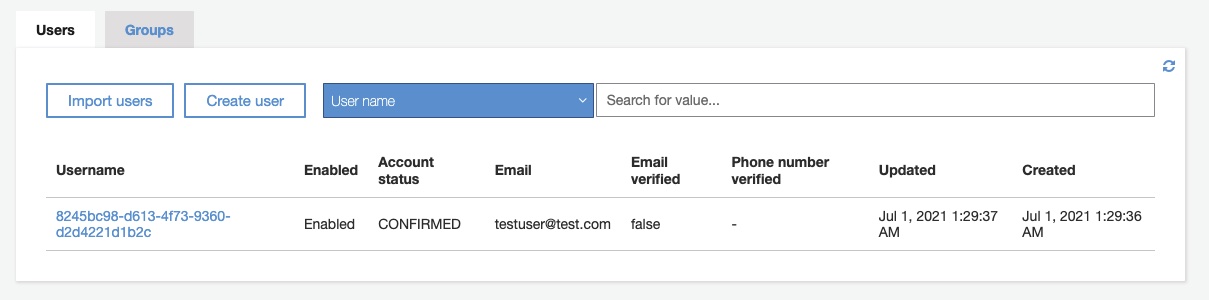 Users
Groups
Import users
Create user
User name
Search for value...
Username
Enabled
Account
status
Email
Email
verified
Phone number
verified
Updated
Created
8245bc98-d613-4f73-9360-
d2d4221d1b2c
Enabled
CONFIRMED
testuser@test.com
false
-
Jul 1, 2021 1:29:37
AM
Jul 1, 2021 1:29:36
AM